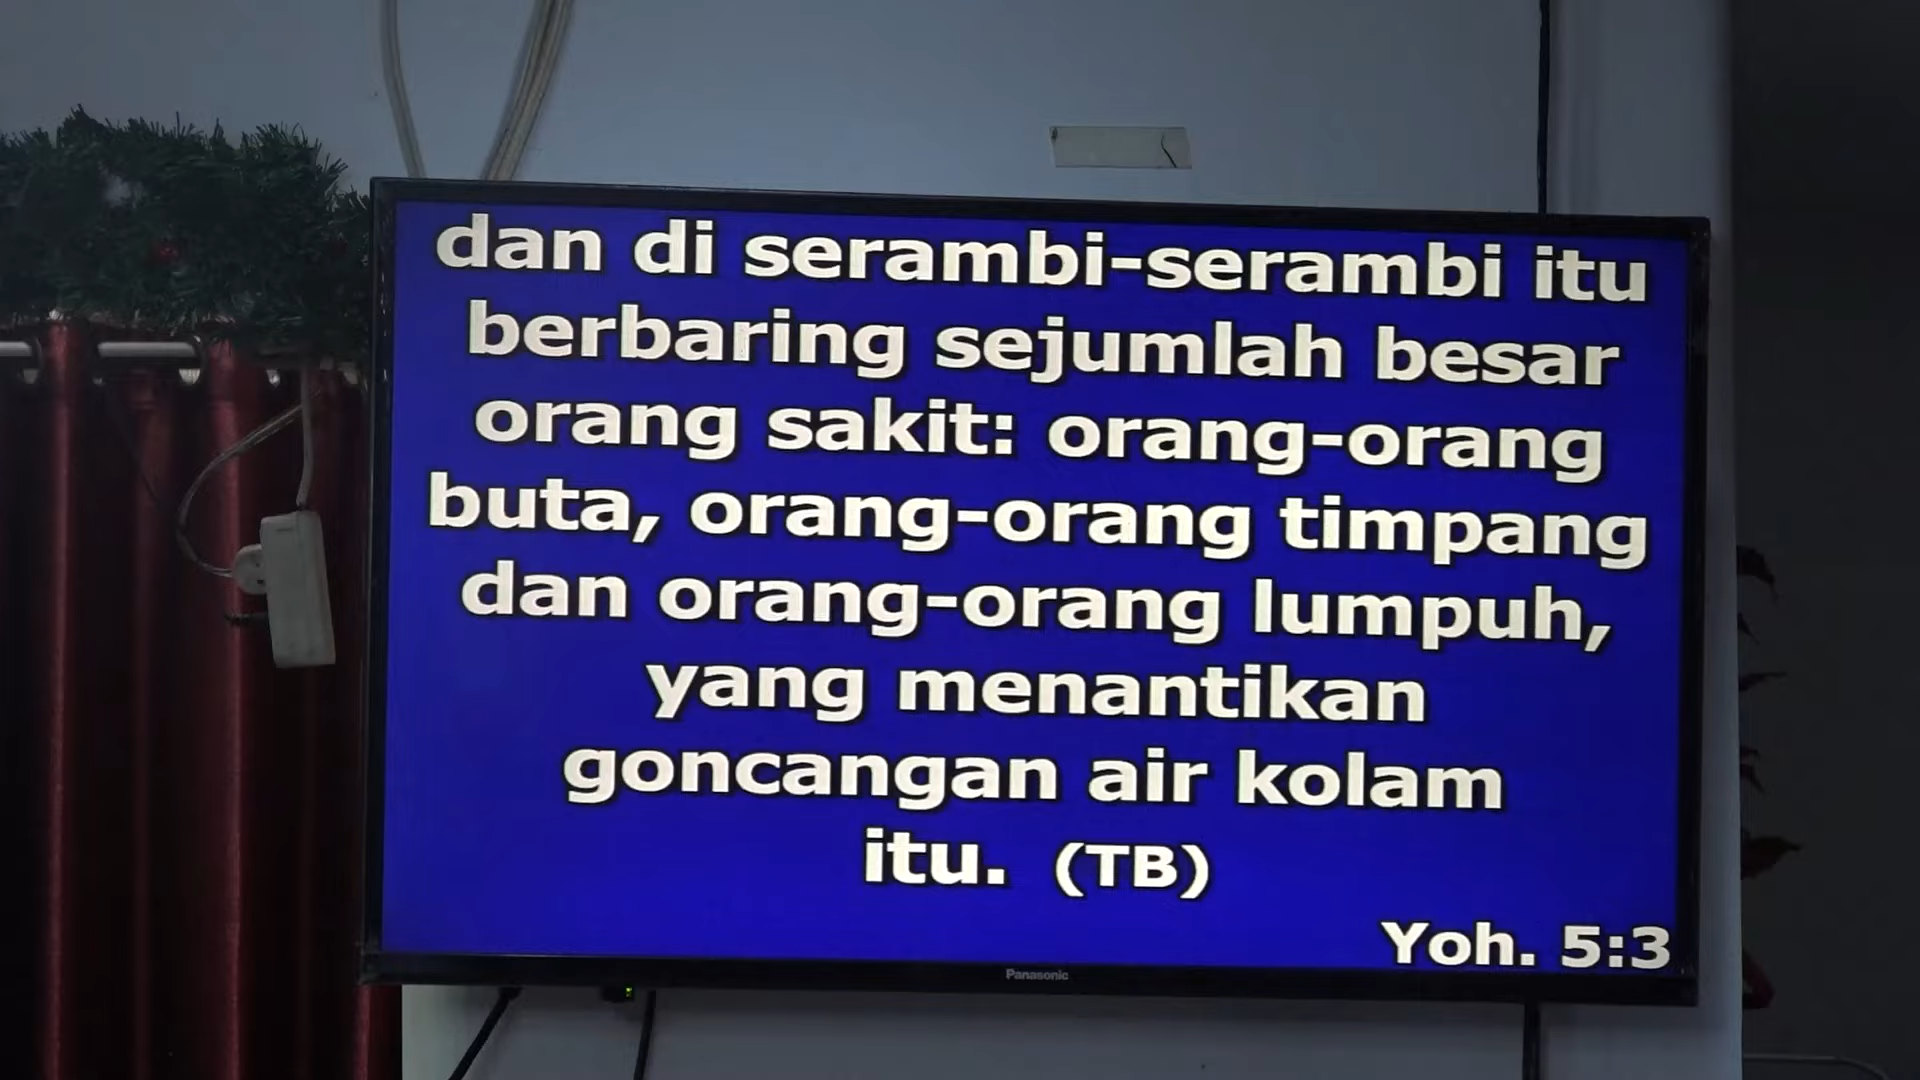 dan di serambi-serambi itu
berbaring sejumlah besar
orang sakit: orang-orang
buta, orang-orang timpang
dan orang-orang lumpuh,
yang menantikan
goncangan air kolam
itu. (TB)
Yoh. 5:3
Panasonic